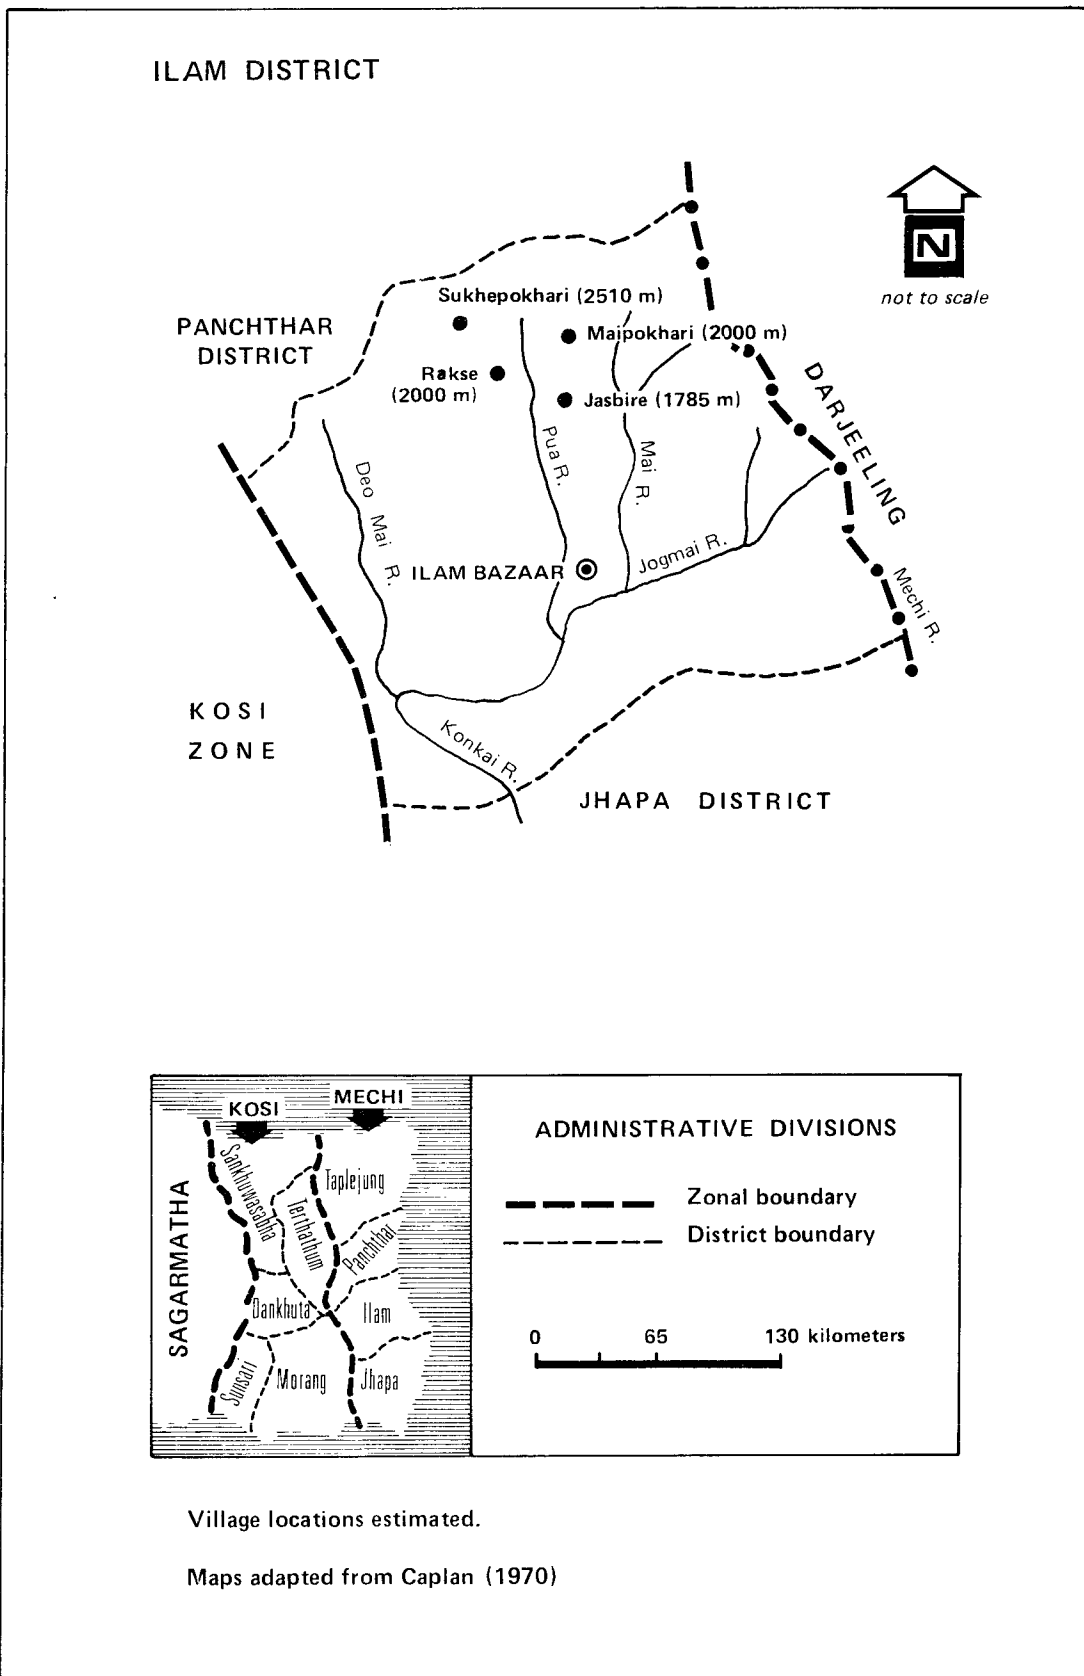 ILAM DISTRICT
N
not to scale
Sukhepokhari (2510 m)
PANCHTHAR
DISTRICT
Maipokhari (2000 m)
Rakse
(2000 m)
Jasbire (1785 m)
DARJEELING
Deo Mai R.
Pua R.
Mai R.
Jogmai R.
ILAM BAZAAR
Mechi R.
KOSI
ZONE
Konkai R.
JHAPA DISTRICT
KOSI
MECHI
SAGARMATHA
Sankhuwasabha
Terthathum
Taplejung
Panchthar
Dankhuta
Ilam
Sunsari
Morang
Jhapa
ADMINISTRATIVE DIVISIONS
Zonal boundary
District boundary
0 65 130 kilometers
Village locations estimated.
Maps adapted from Caplan (1970)